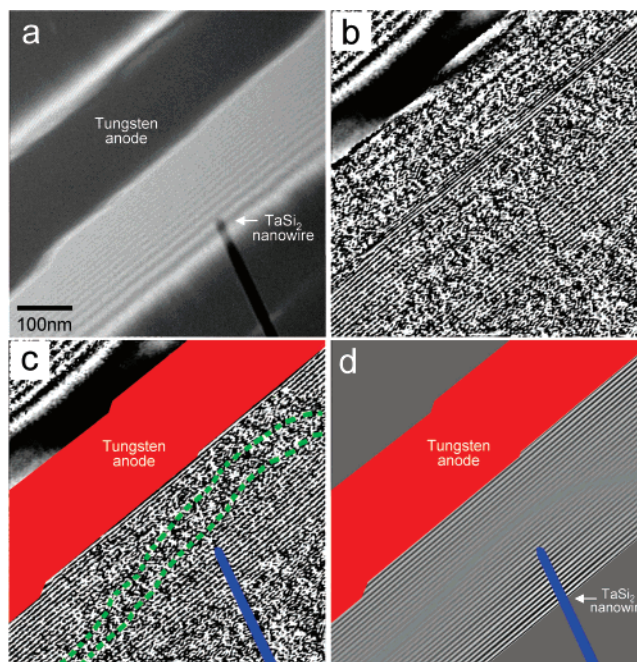 a
Tungsten
anode
TaSi₂
nanowire
100nm
b
c
Tungsten
anode
d
Tungsten
anode
TaSi₂
nanowire